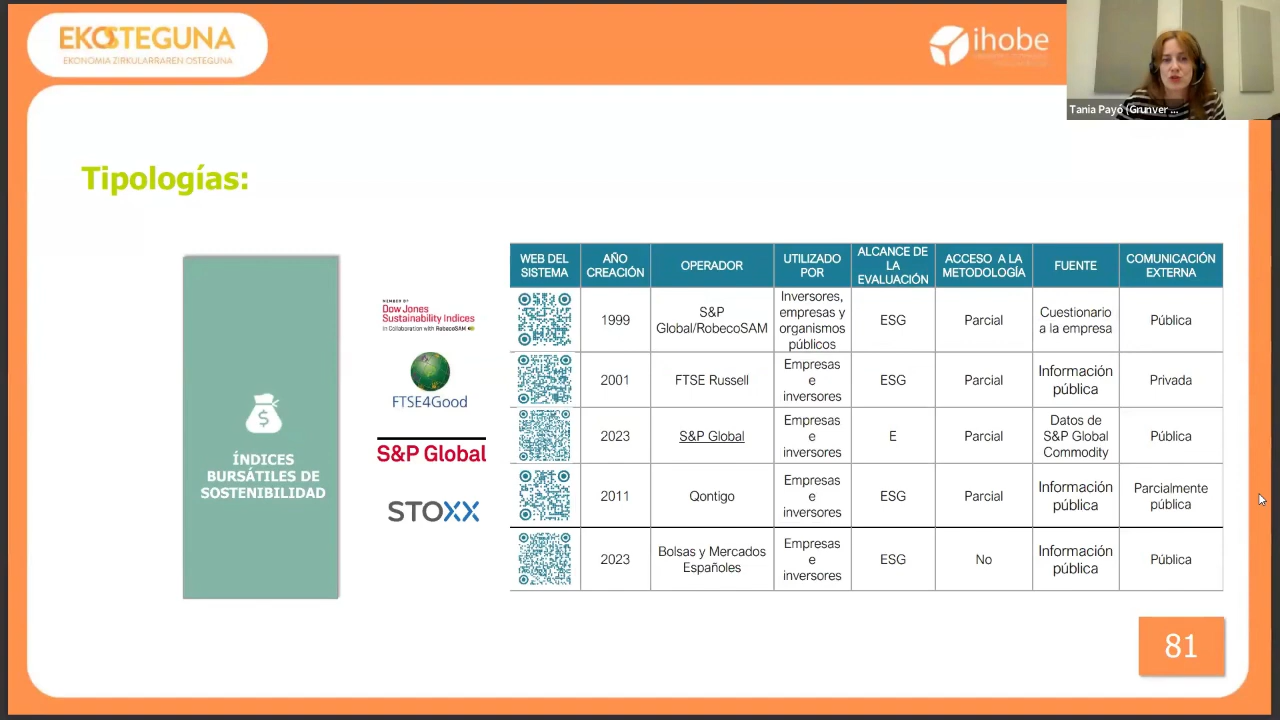 EKOSTEGUNA
EKONOMIA ZIRKULARRAREN OSTEGUNA
ihobe
Tania Payó (Grunver ...
Tipologías:
ÍNDICES
BURSÁTILES DE
SOSTENIBILIDAD
MEMBER OF
Dow Jones
Sustainability Indices
In Collaboration with RobecoSAM
FTSE4Good
S&P Global
STOXX
WEB DEL
SISTEMA
AÑO
CREACIÓN
OPERADOR
UTILIZADO
POR
ALCANCE DE
LA
EVALUACIÓN
ACCESO A LA
METODOLOGÍA
FUENTE
COMUNICACIÓN
EXTERNA
1999
S&P
Global/RobecoSAM
Inversores,
empresas y
organismos
públicos
ESG
Parcial
Cuestionario
a la empresa
Pública
2001
FTSE Russell
Empresas
e
inversores
ESG
Parcial
Información
pública
Privada
2023
S&P Global
Empresas
e
inversores
E
Parcial
Datos de
S&P Global
Commodity
Pública
2011
Qontigo
Empresas
e
inversores
ESG
Parcial
Información
pública
Parcialmente
pública
2023
Bolsas y Mercados
Españoles
Empresas
e
inversores
ESG
No
Información
pública
Pública
81